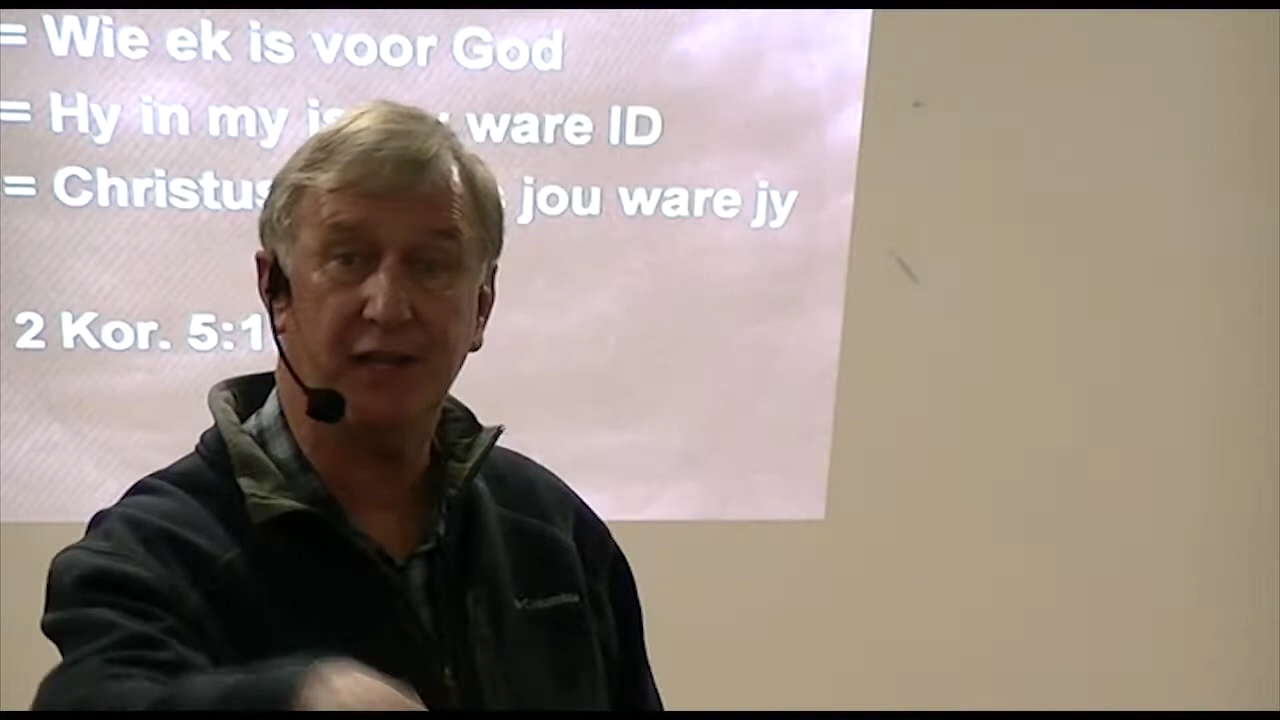 = Wie ek is voor God
= Hy in my is ware ID
= Christus jou ware jy
2 Kor. 5:1
Columbia